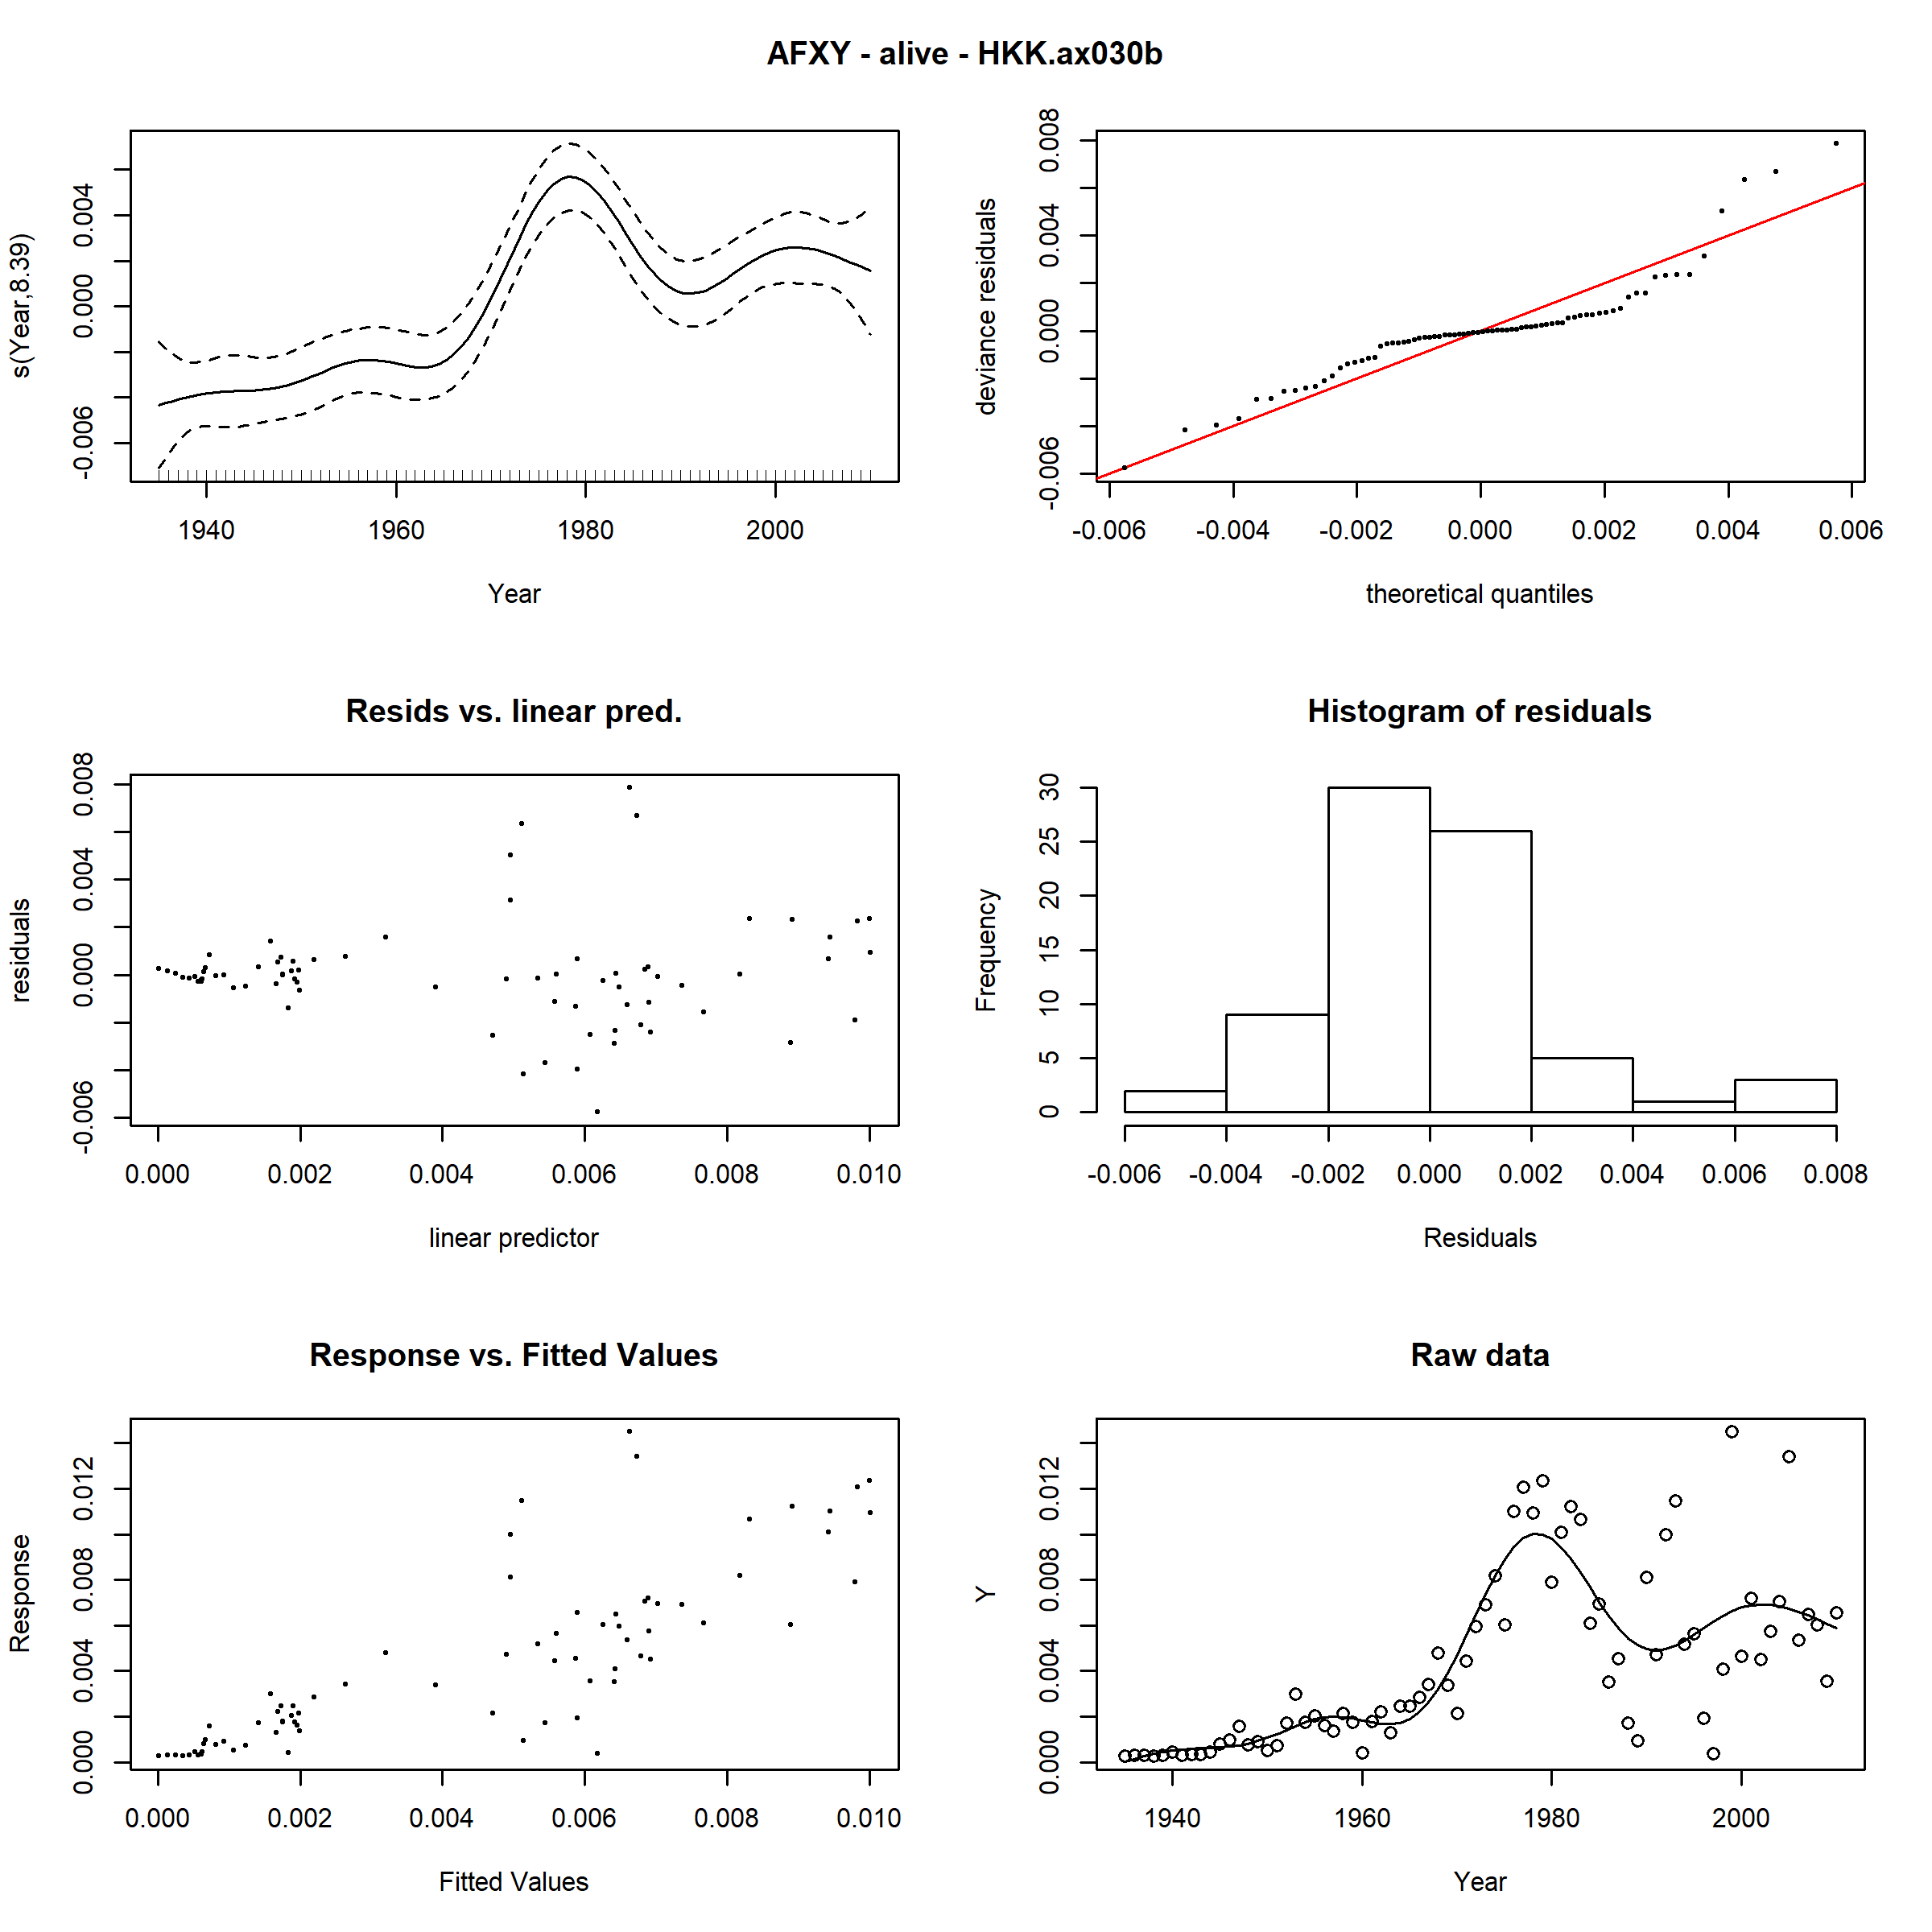 AFXY - alive - HKK.ax030b
s(Year,8.39)
-0.006 0.000 0.004
1940 1960 1980 2000
Year
deviance residuals
-0.006 0.000 0.004 0.008
-0.006 -0.004 -0.002 0.000 0.002 0.004 0.006
theoretical quantiles
Resids vs. linear pred.
residuals
-0.006 0.000 0.004 0.008
0.000 0.002 0.004 0.006 0.008 0.010
linear predictor
Histogram of residuals
Frequency
0 5 10 15 20 25 30
-0.006 -0.004 -0.002 0.000 0.002 0.004 0.006 0.008
Residuals
Response vs. Fitted Values
Response
0.000 0.004 0.008 0.012
0.000 0.002 0.004 0.006 0.008 0.010
Fitted Values
Raw data
Y
0.000 0.004 0.008 0.012
1940 1960 1980 2000
Year